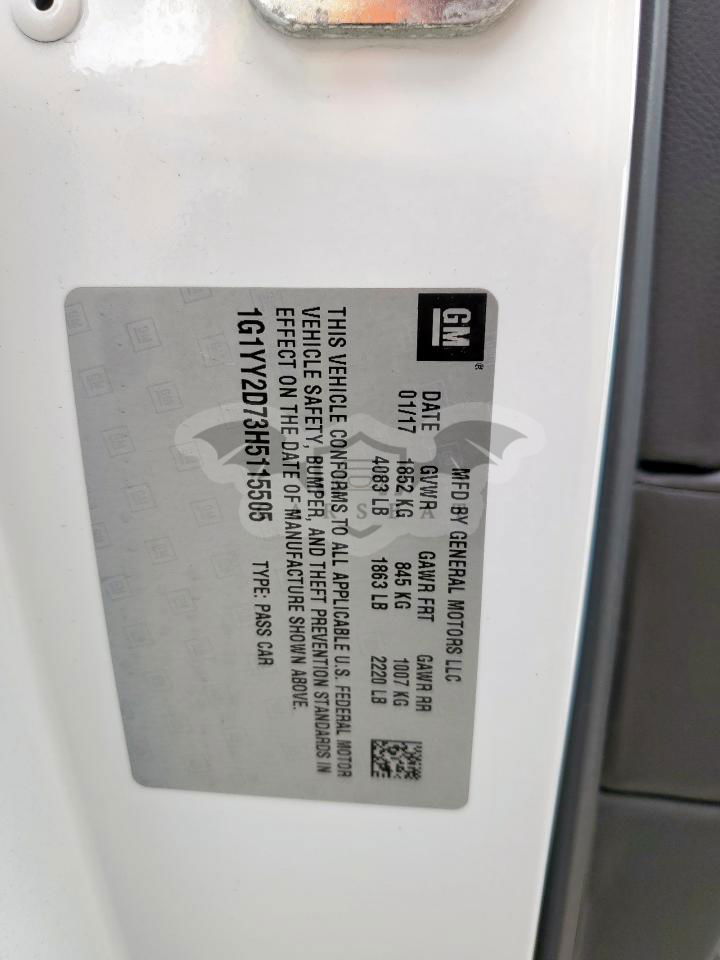 GM®
MFD BY GENERAL MOTORS LLC
DATE GVWR GAWR FRT GAWR RR
01/17 1852 KG 845 KG 1007 KG
4083 LB 1863 LB 2220 LB
THIS VEHICLE CONFORMS TO ALL APPLICABLE U.S. FEDERAL MOTOR
VEHICLE SAFETY, BUMPER, AND THEFT PREVENTION STANDARDS IN
EFFECT ON THE DATE OF MANUFACTURE SHOWN ABOVE.
1G1YY2D73H5115505 TYPE: PASS CAR